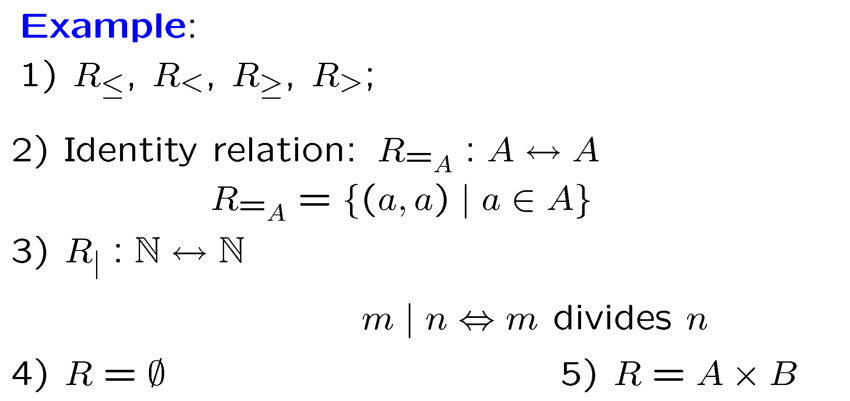 Example:
1) R≤, R<, R≥, R>;
2) Identity relation: R=A : A ↔ A
R=A = {(a, a) | a ∈ A}
3) R| : ℕ ↔ ℕ
m | n ⇔ m divides n
4) R = ∅ 5) R = A × B